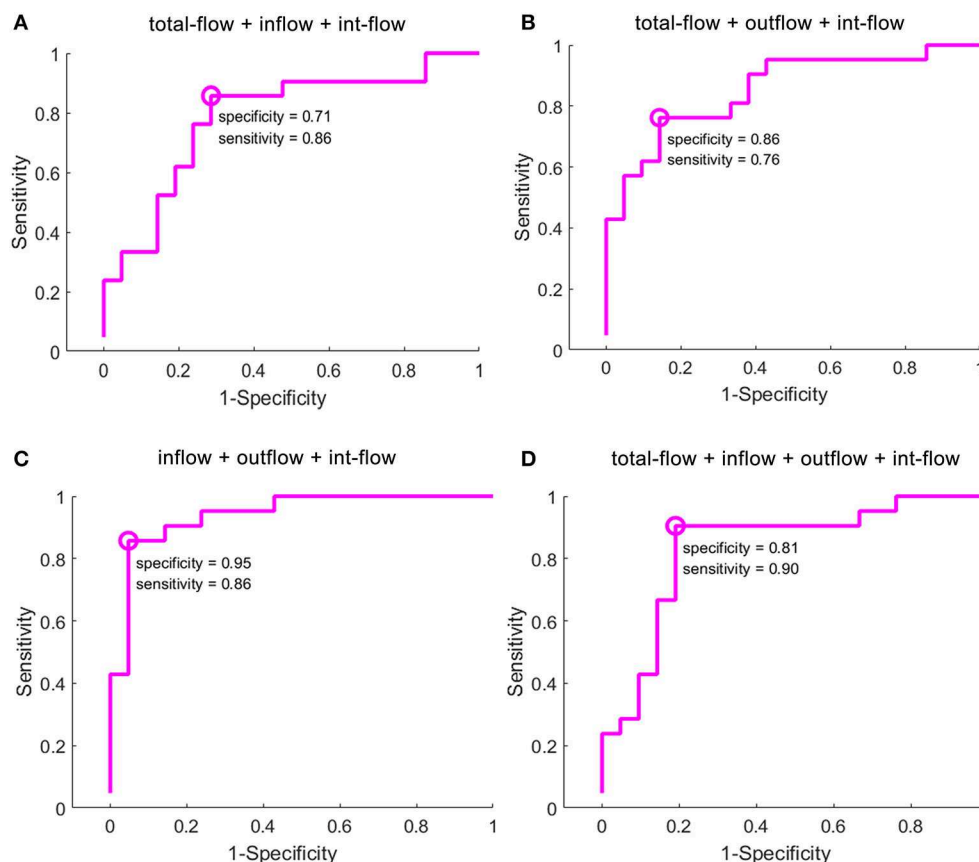 A
total-flow + inflow + int-flow
1
0.8
0.6
0.4
0.2
0
Sensitivity
specificity = 0.71
sensitivity = 0.86
0 0.2 0.4 0.6 0.8 1
1-Specificity
B
total-flow + outflow + int-flow
1
0.8
0.6
0.4
0.2
0
Sensitivity
specificity = 0.86
sensitivity = 0.76
0 0.2 0.4 0.6 0.8 1
1-Specificity
C
inflow + outflow + int-flow
1
0.8
0.6
0.4
0.2
0
Sensitivity
specificity = 0.95
sensitivity = 0.86
0 0.2 0.4 0.6 0.8 1
1-Specificity
D
total-flow + inflow + outflow + int-flow
1
0.8
0.6
0.4
0.2
0
Sensitivity
specificity = 0.81
sensitivity = 0.90
0 0.2 0.4 0.6 0.8
1-Specificity